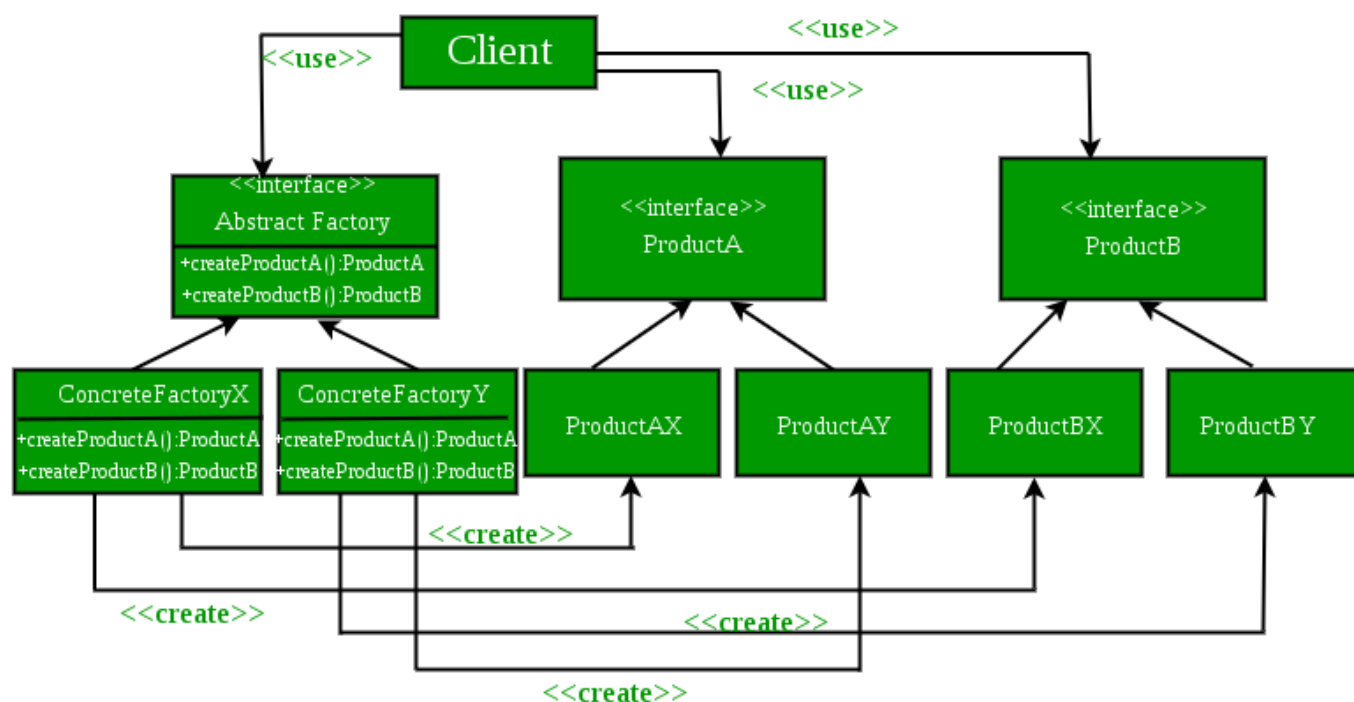 Client
<<use>>
<<use>>
<<use>>
<<interface>>
Abstract Factory
+createProductA():ProductA
+createProductB():ProductB
<<interface>>
ProductA
<<interface>>
ProductB
ConcreteFactoryX
+createProductA():ProductA
+createProductB():ProductB
ConcreteFactoryY
+createProductA():ProductA
+createProductB():ProductB
ProductAX
ProductAY
ProductBX
ProductBY
<<create>>
<<create>>
<<create>>
<<create>>